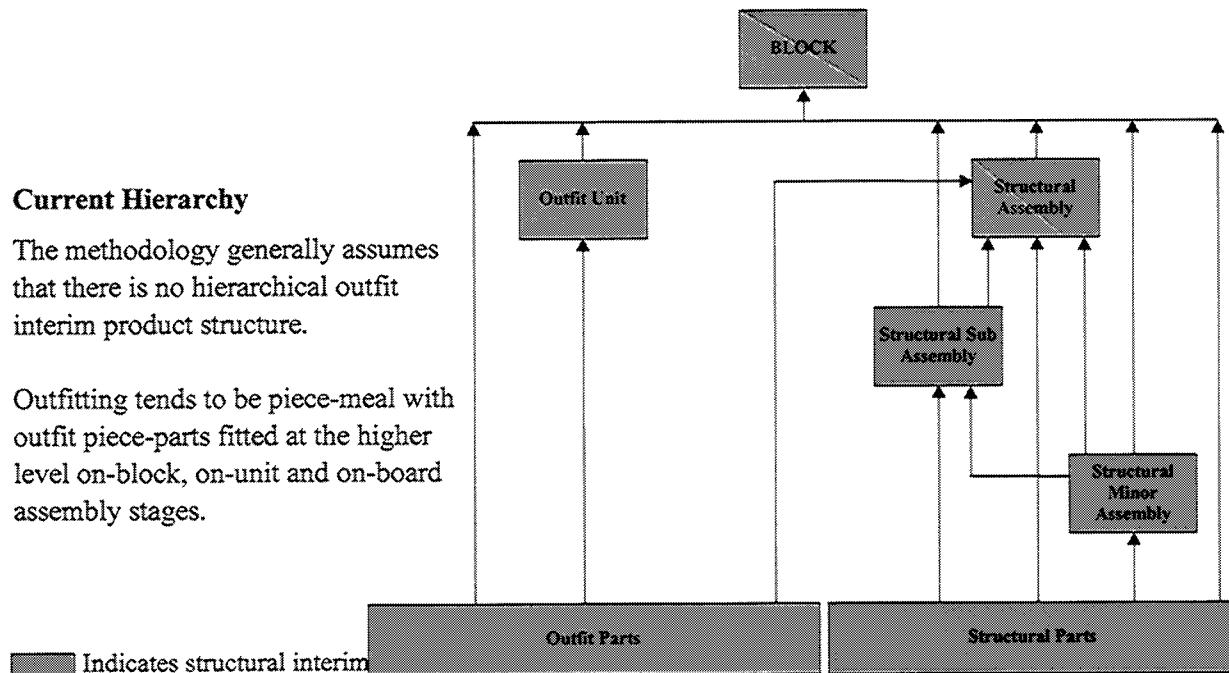 BLOCK
Outfit Unit
Structural
Assembly
Current Hierarchy
The methodology generally assumes
that there is no hierarchical outfit
interim product structure.
Structural Sub
Assembly
Outfitting tends to be piece-meal with
outfit piece-parts fitted at the higher
level on-block, on-unit and on-board
assembly stages.
Structural
Minor
Assembly
Outfit Parts
Structural Parts
Indicates structural interim